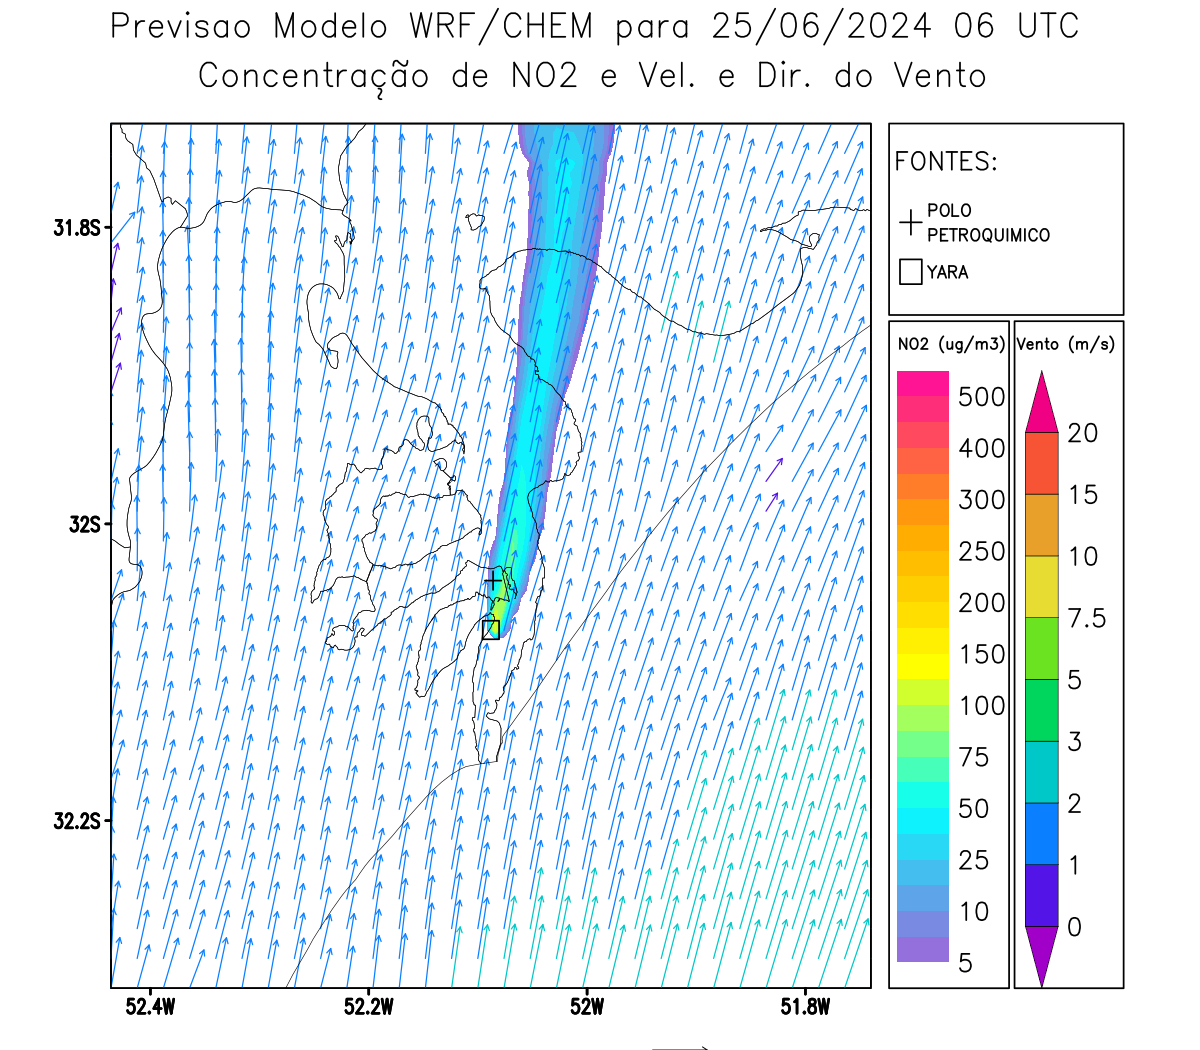 Previsao Modelo WRF/CHEM para 25/06/2024 06 UTC
Concentração de NO2 e Vel. e Dir. do Vento
FONTES:
POLO
PETROQUIMICO
YARA
NO2 (ug/m3)
500
400
300
250
200
150
100
75
50
25
10
5
Vento (m/s)
20
15
10
7.5
5
3
2
1
0
31.8S
32S
32.2S
52.4W
52.2W
52W
51.8W